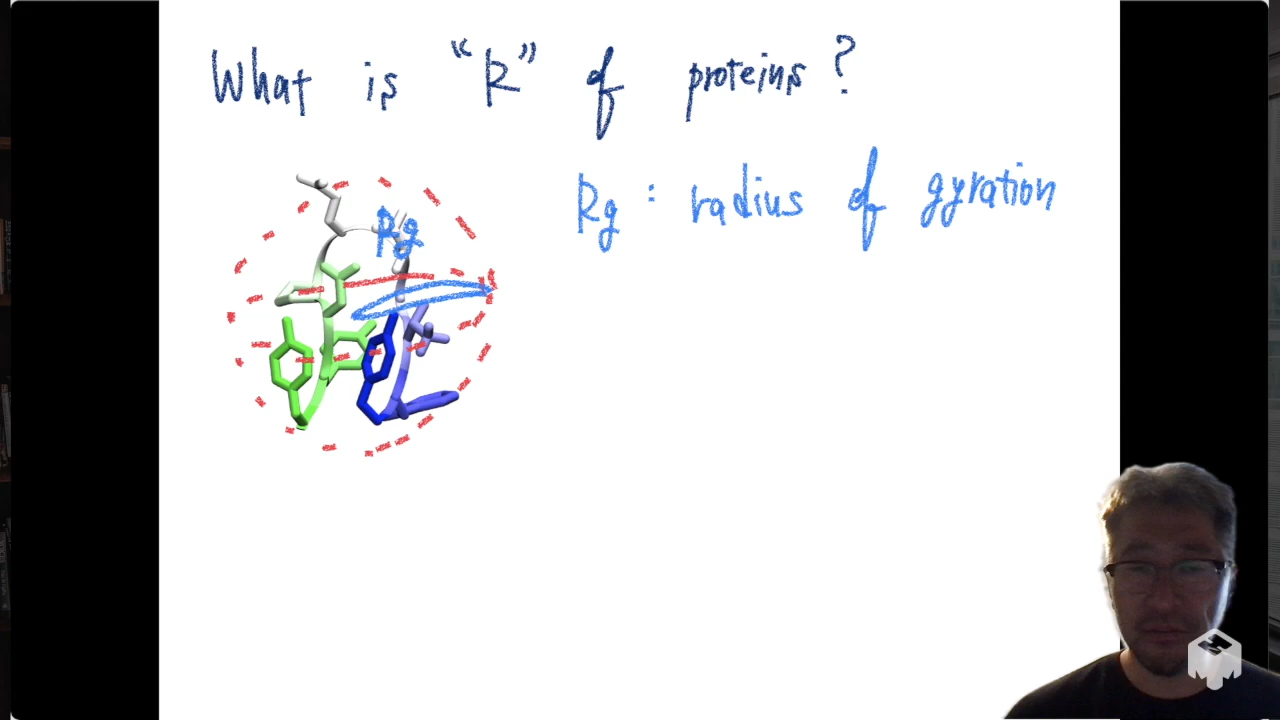 What is “R” of proteins?
Rg : radius of gyration
Rg